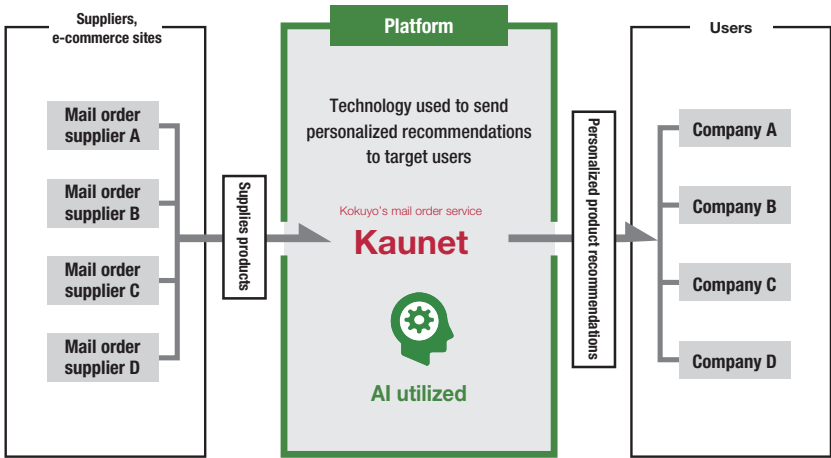 Suppliers,
e-commerce sites
Mail order
supplier A
Mail order
supplier B
Mail order
supplier C
Mail order
supplier D
Supplies products
Platform
Technology used to send
personalized recommendations
to target users
Kokuyo's mail order service
Kaunet
AI utilized
Personalized product recommendations
Users
Company A
Company B
Company C
Company D